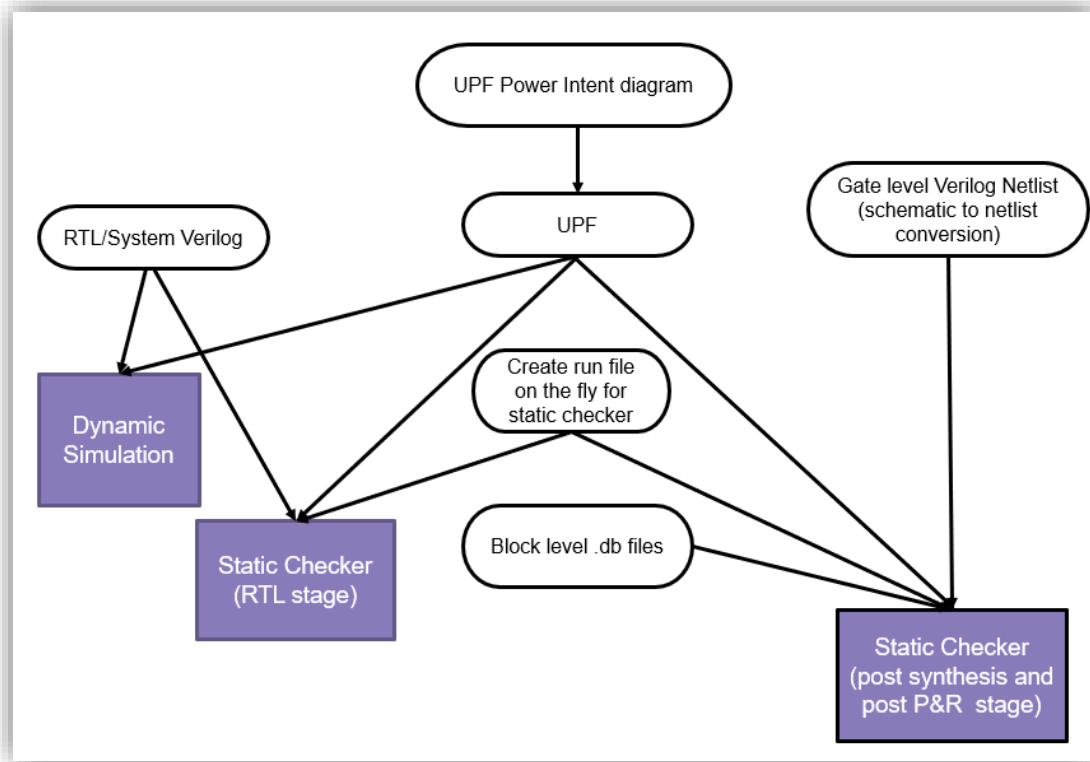 UPF Power Intent diagram
Gate level Verilog Netlist
(schematic to netlist
conversion)
RTL/System Verilog
UPF
Create run file
on the fly for
static checker
Dynamic
Simulation
Block level .db files
Static Checker
(RTL stage)
Static Checker
(post synthesis and
post P&R stage)